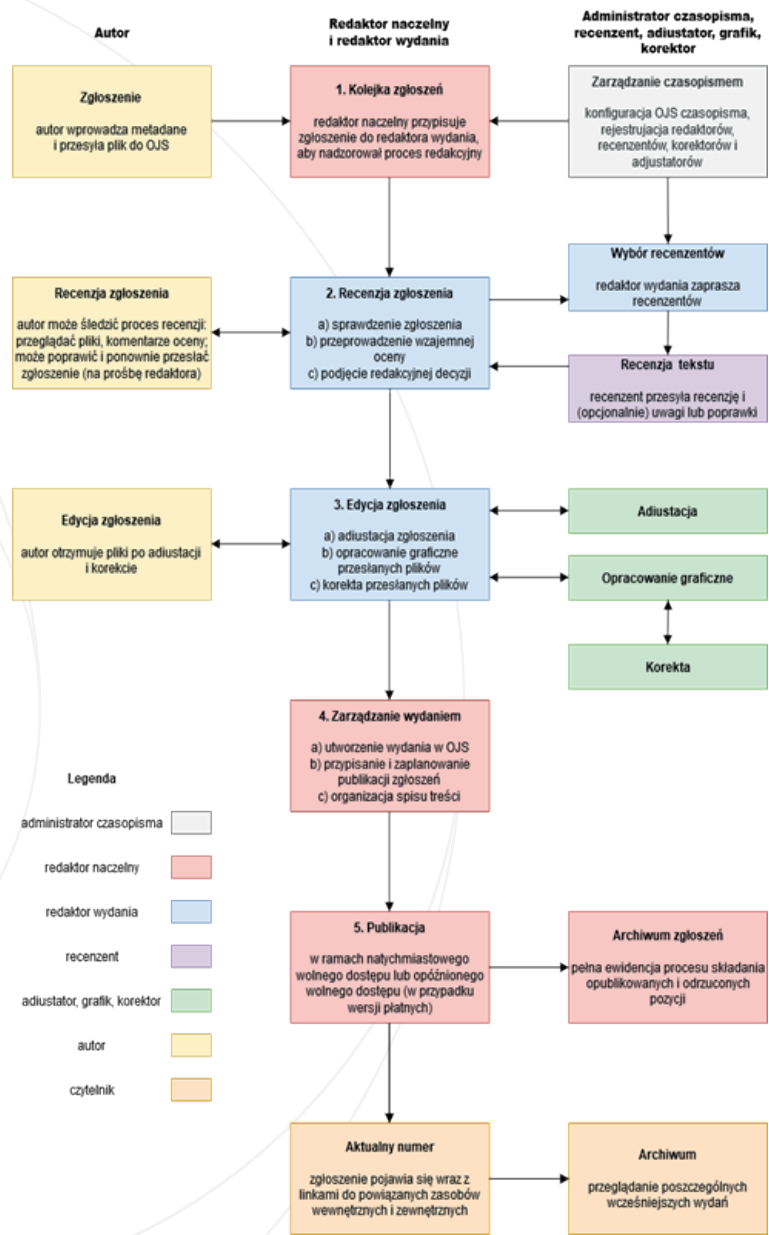 Autor
Redaktor naczelny
i redaktor wydania
Administrator czasopisma,
recenzent, adiustator, grafik,
korektor
Zgłoszenie
autor wprowadza metadane
i przesyła plik do OJS
1. Kolejka zgłoszeń
redaktor naczelny przypisuje
zgłoszenie do redaktora wydania,
aby nadzorował proces redakcyjny
Zarządzanie czasopismem
konfiguracja OJS czasopisma,
rejestrujacja redaktorów,
recenzentów, korektorów i
adjustatorów
Wybór recenzentów
redaktor wydania zaprasza
recenzentów
Recenzja zgłoszenia
autor może śledzić proces recenzji:
przeglądać pliki, komentarze oceny;
może poprawić i ponownie przesłać
zgłoszenie (na prośbę redaktora)
2. Recenzja zgłoszenia
a) sprawdzenie zgłoszenia
b) przeprowadzenie wzajemnej
oceny
c) podjęcie redakcyjnej decyzji
Recenzja tekstu
recenzent przesyła recenzję i
(opcjonalnie) uwagi lub poprawki
Edycja zgłoszenia
autor otrzymuje pliki po adiustacji
i korekcie
3. Edycja zgłoszenia
a) adiustacja zgłoszenia
b) opracowanie graficzne
przesłanych plików
c) korekta przesłanych plików
Adiustacja
Opracowanie graficzne
Korekta
4. Zarządzanie wydaniem
a) utworzenie wydania w OJS
b) przypisanie i zaplanowanie
publikacji zgłoszeń
c) organizacja spisu treści
Legenda
administrator czasopisma
redaktor naczelny
redaktor wydania
recenzent
adiustator, grafik, korektor
autor
czytelnik
5. Publikacja
w ramach natychmiastowego
wolnego dostępu lub opóźnionego
wolnego dostępu (w przypadku
wersji płatnych)
Archiwum zgłoszeń
pełna ewidencja procesu składania
opublikowanych i odrzuconych
pozycji
Aktualny numer
zgłoszenie pojawia się wraz z
linkami do powiązanych zasobów
wewnętrznych i zewnętrznych
Archiwum
przeglądanie poszczególnych
wcześniejszych wydań